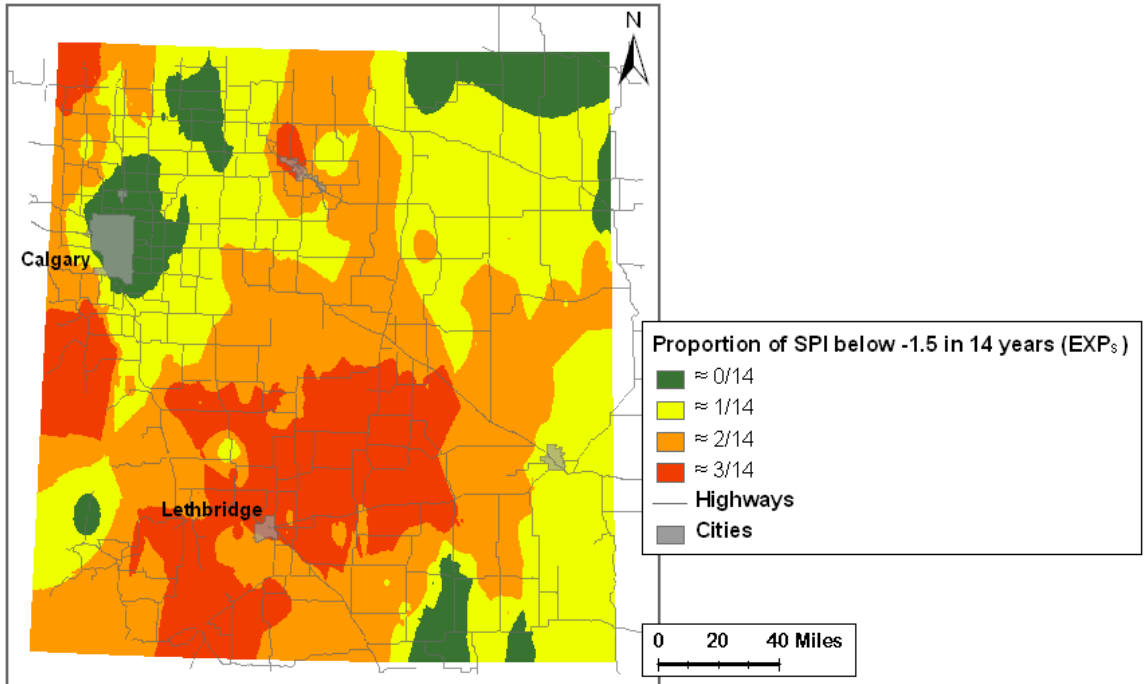 N
Calgary
Lethbridge
Proportion of SPI below -1.5 in 14 years (EXPs)
≈ 0/14
≈ 1/14
≈ 2/14
≈ 3/14
Highways
Cities
0 20 40 Miles